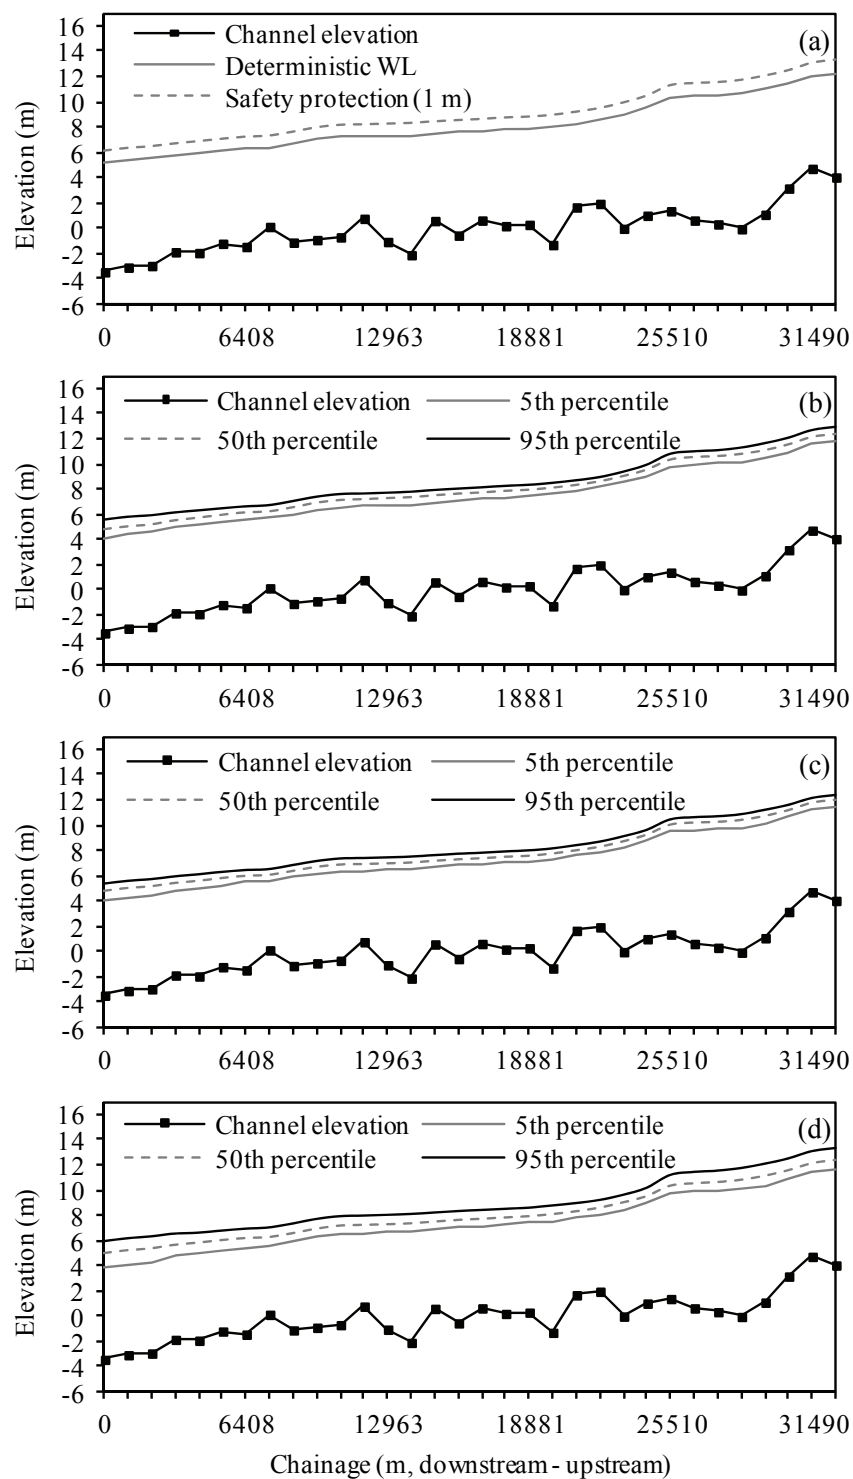 16
(a)
Channel elevation
14
Deterministic WL
12
Safety protection (1 m)
10
8
6
4
2
0
-2
-4
-6
Elevation (m)
0 6408 12963 18881 25510 31490
16
(b)
Channel elevation 5th percentile
14
50th percentile 95th percentile
12
10
8
6
4
2
0
-2
-4
-6
Elevation (m)
0 6408 12963 18881 25510 31490
16
(c)
Channel elevation 5th percentile
14
50th percentile 95th percentile
12
10
8
6
4
2
0
-2
-4
-6
Elevation (m)
0 6408 12963 18881 25510 31490
16
(d)
Channel elevation 5th percentile
14
50th percentile 95th percentile
12
10
8
6
4
2
0
-2
-4
-6
Elevation (m)
0 6408 12963 18881 25510 31490
Chainage (m, downstream - upstream)